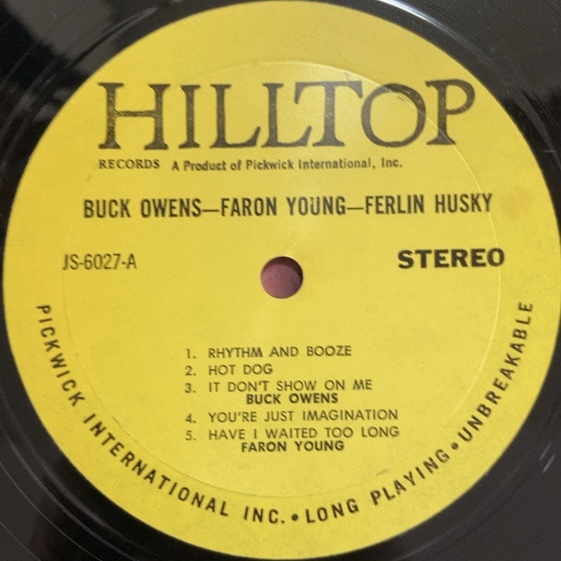 HILLTOP
RECORDS A Product of Pickwick International, Inc.
BUCK OWENS—FARON YOUNG—FERLIN HUSKY
JS-6027-A
STEREO
1. RHYTHM AND BOOZE
2. HOT DOG
3. IT DON'T SHOW ON ME
BUCK OWENS
4. YOU'RE JUST IMAGINATION
5. HAVE I WAITED TOO LONG
FARON YOUNG
PICKWICK INTERNATIONAL INC. • LONG PLAYING • UNBREAKABLE